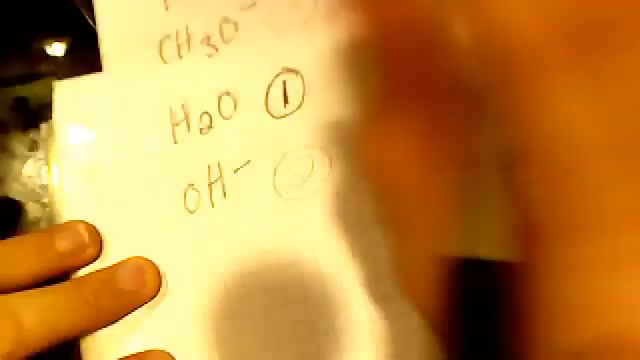 CH3O⁻
H2O ①
OH⁻ ②